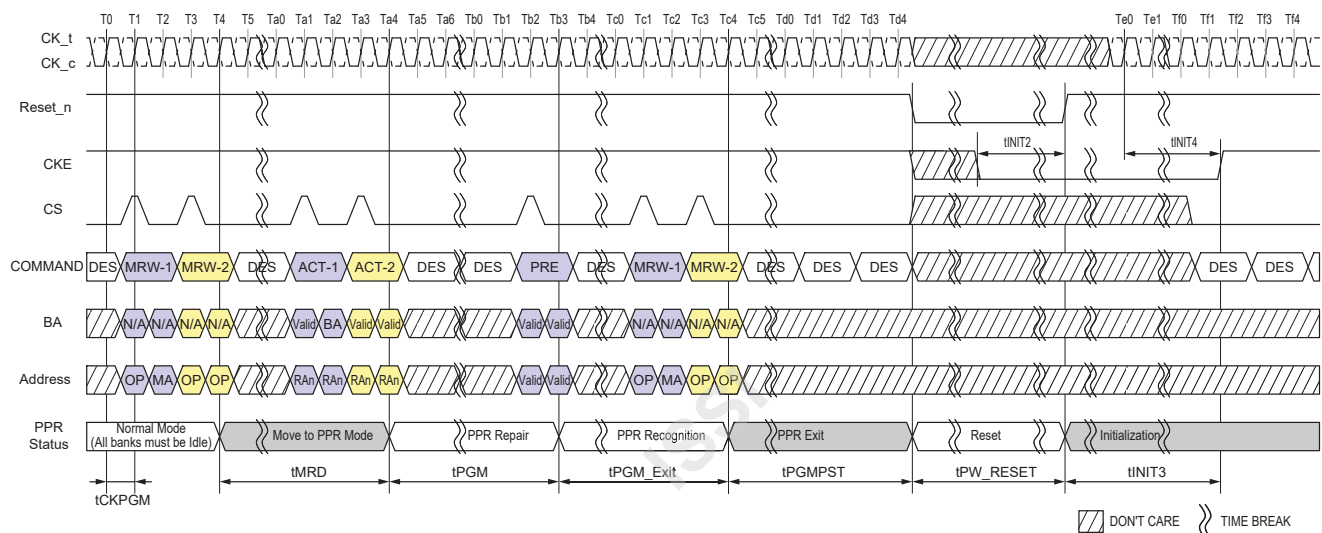 T0 T1 T2 T3 T4 T5 Ta0 Ta1 Ta2 Ta3 Ta4 Ta5 Ta6 Tb0 Tb1 Tb2 Tb3 Tb4 Tc0 Tc1 Tc2 Tc3 Tc4 Tc5 Td0 Td1 Td2 Td3 Td4 Te0 Te1 Tf0 Tf1 Tf2 Tf3 Tf4
CK_t
CK_c
Reset_n
tINIT2 tINIT4
CKE
CS
COMMAND DES MRW-1 MRW-2 DES ACT-1 ACT-2 DES DES PRE DES MRW-1 MRW-2 DES DES DES DES DES
BA N/A N/A N/A N/A Valid BA Valid Valid Valid Valid N/A N/A N/A N/A
Address OP MA OP OP RAn RAn RAn RAn Valid Valid OP MA OP OP
PPR Status
Normal Mode
(All banks must be Idle)
Move to PPR Mode PPR Repair PPR Recognition PPR Exit Reset Initialization
tCKPGM tMRD tPGM tPGM_Exit tPGMPST tPW_RESET tINIT3
DON'T CARE TIME BREAK
ISSI